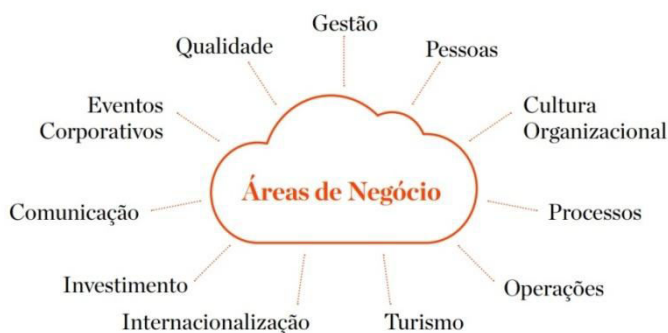 Gestão
Qualidade
Pessoas
Eventos
Corporativos
Cultura
Organizacional
Áreas de Negócio
Comunicação
Processos
Investimento
Operações
Internacionalização
Turismo